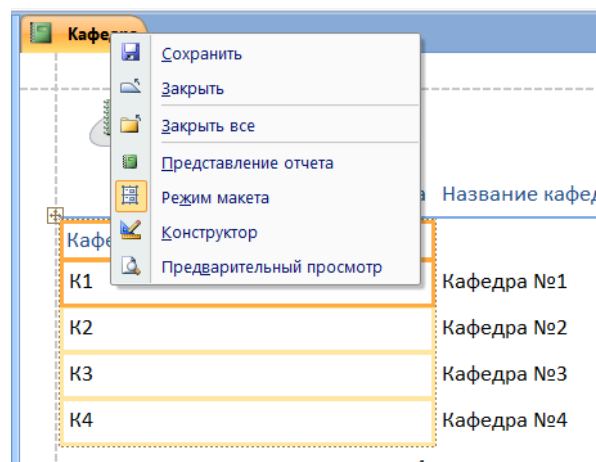 Кафедра
Сохранить
Закрыть
Закрыть все
Представление отчета
Режим макета
Название кафед
Конструктор
Кафе
Предварительный просмотр
К1
Кафедра №1
К2
Кафедра №2
К3
Кафедра №3
К4
Кафедра №4